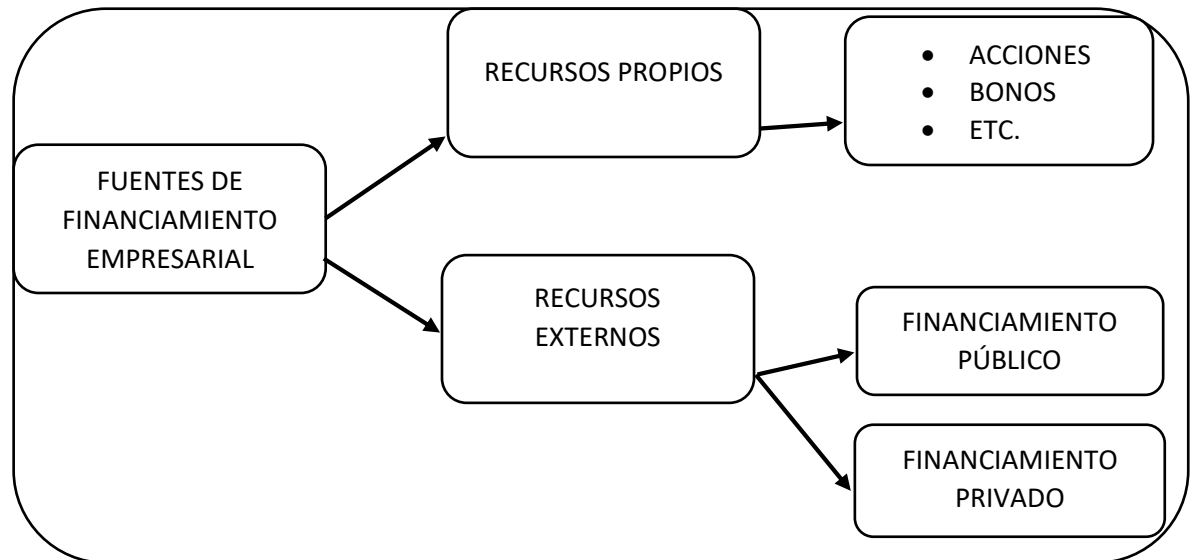 FUENTES DE
FINANCIAMIENTO
EMPRESARIAL
RECURSOS PROPIOS
• ACCIONES
• BONOS
• ETC.
RECURSOS
EXTERNOS
FINANCIAMIENTO
PÚBLICO
FINANCIAMIENTO
PRIVADO